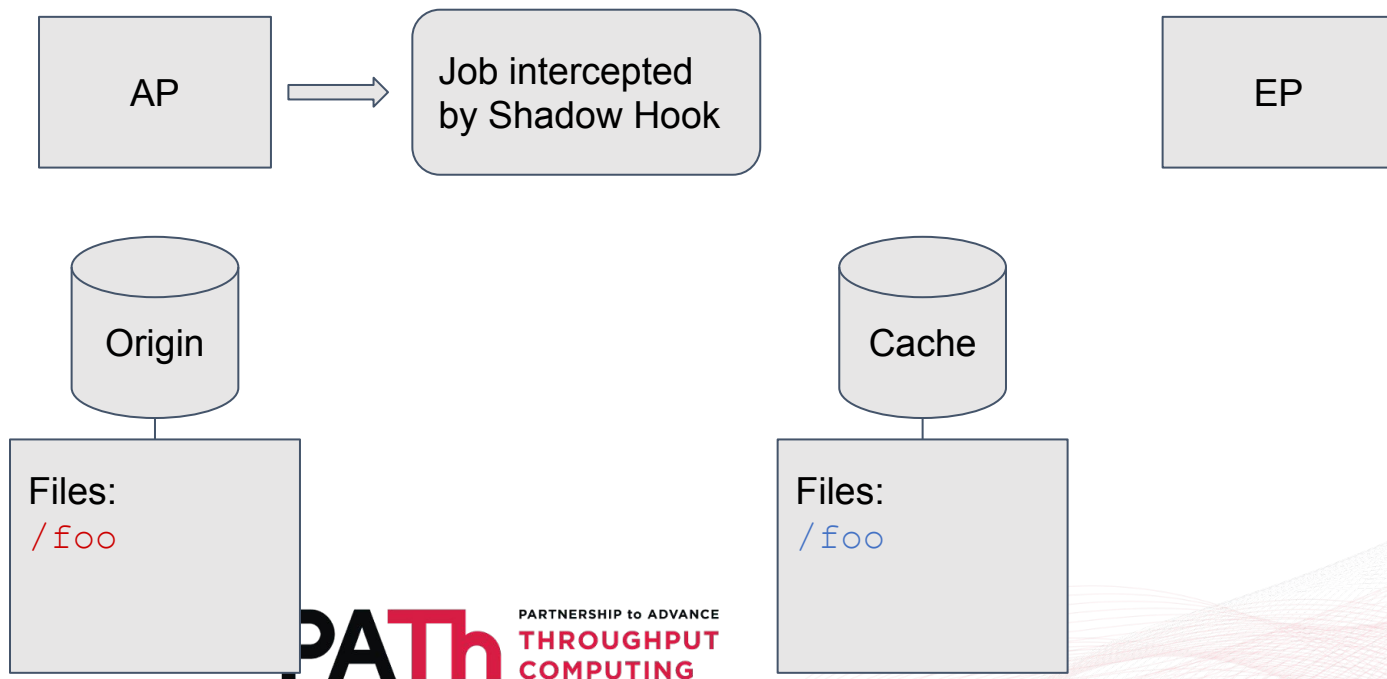 AP
Job intercepted
by Shadow Hook
EP
Origin
Cache
Files:
/foo
Files:
/foo
PATh
PARTNERSHIP to ADVANCE
THROUGHPUT
COMPUTING